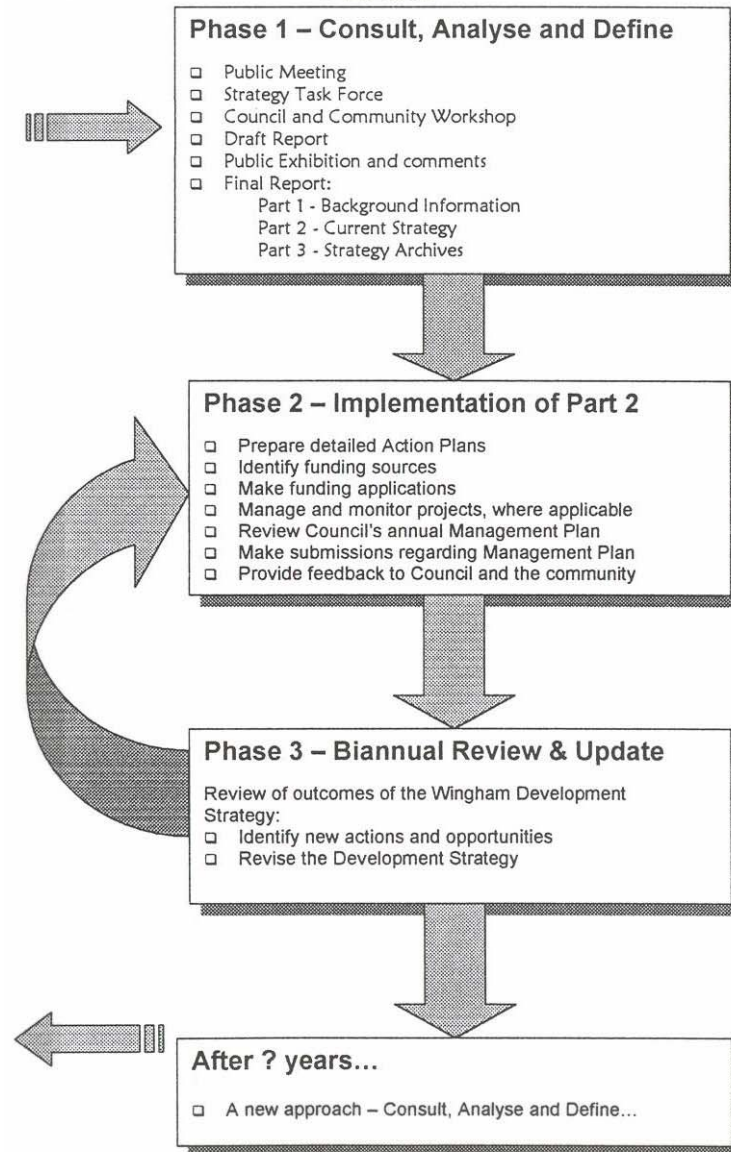 Phase 1 – Consult, Analyse and Define
❑ Public Meeting
❑ Strategy Task Force
❑ Council and Community Workshop
❑ Draft Report
❑ Public Exhibition and comments
❑ Final Report:
Part 1 - Background Information
Part 2 - Current Strategy
Part 3 - Strategy Archives
Phase 2 – Implementation of Part 2
❑ Prepare detailed Action Plans
❑ Identify funding sources
❑ Make funding applications
❑ Manage and monitor projects, where applicable
❑ Review Council's annual Management Plan
❑ Make submissions regarding Management Plan
❑ Provide feedback to Council and the community
Phase 3 – Biannual Review & Update
Review of outcomes of the Wingham Development
Strategy:
❑ Identify new actions and opportunities
❑ Revise the Development Strategy
After ? years...
❑ A new approach – Consult, Analyse and Define...